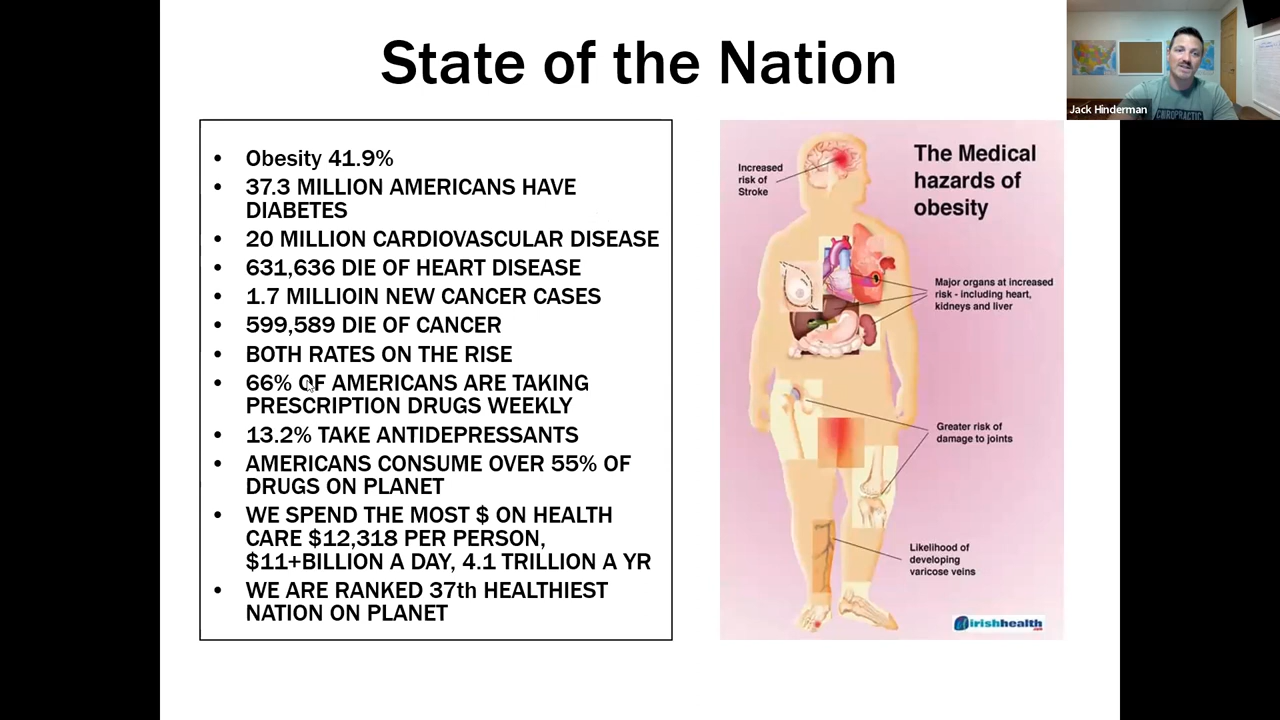 State of the Nation
Jack Hinderman
CHIROPRACTIC
• Obesity 41.9%
• 37.3 MILLION AMERICANS HAVE
DIABETES
• 20 MILLION CARDIOVASCULAR DISEASE
• 631,636 DIE OF HEART DISEASE
• 1.7 MILLIOIN NEW CANCER CASES
• 599,589 DIE OF CANCER
• BOTH RATES ON THE RISE
• 66% OF AMERICANS ARE TAKING
PRESCRIPTION DRUGS WEEKLY
• 13.2% TAKE ANTIDEPRESSANTS
• AMERICANS CONSUME OVER 55% OF
DRUGS ON PLANET
• WE SPEND THE MOST $ ON HEALTH
CARE $12,318 PER PERSON,
$11+BILLION A DAY, 4.1 TRILLION A YR
• WE ARE RANKED 37th HEALTHIEST
NATION ON PLANET
The Medical
hazards of
obesity
Increased
risk of
Stroke
Major organs at increased
risk - including heart,
kidneys and liver
Greater risk of
damage to joints
Likelihood of
developing
varicose veins
irishhealth
.com